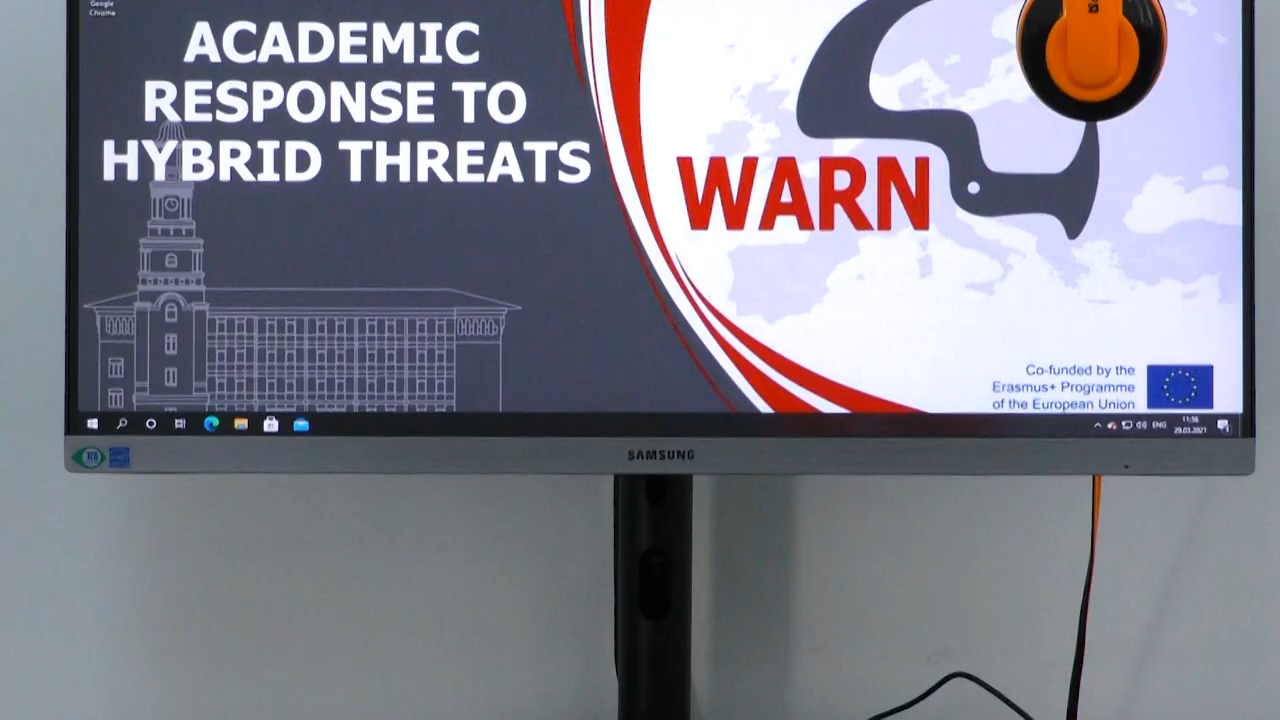 Google
Chrome
ACADEMIC
RESPONSE TO
HYBRID THREATS
WARN
Co-funded by the
Erasmus+ Programme
of the European Union
ENG
11:56
29.03.2021
SAMSUNG